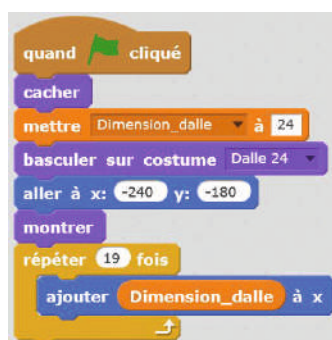 quand cliqué
cacher
mettre Dimension_dalle à 24
basculer sur costume Dalle 24
aller à x: -240 y: -180
montrer
répéter 19 fois
ajouter Dimension_dalle à x